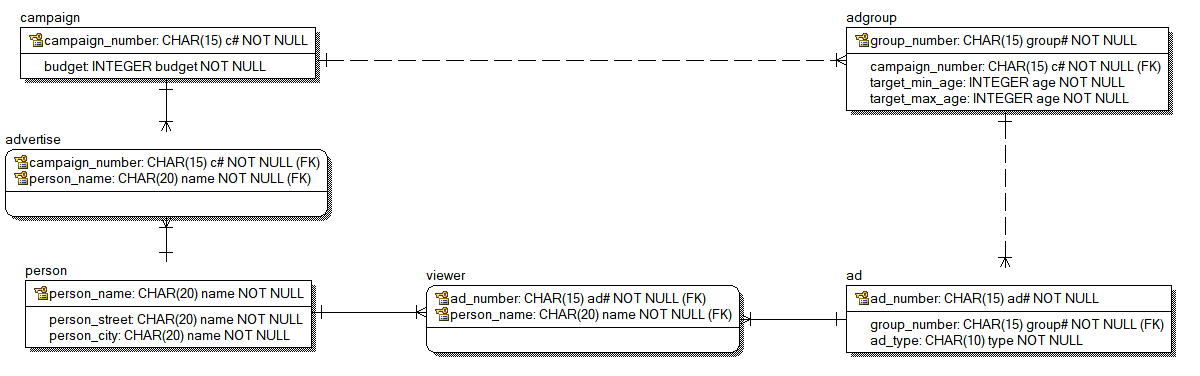 campaign
campaign_number: CHAR(15) c# NOT NULL
budget: INTEGER budget NOT NULL
adgroup
group_number: CHAR(15) group# NOT NULL
campaign_number: CHAR(15) c# NOT NULL (FK)
target_min_age: INTEGER age NOT NULL
target_max_age: INTEGER age NOT NULL
advertise
campaign_number: CHAR(15) c# NOT NULL (FK)
person_name: CHAR(20) name NOT NULL (FK)
person
person_name: CHAR(20) name NOT NULL
person_street: CHAR(20) name NOT NULL
person_city: CHAR(20) name NOT NULL
viewer
ad_number: CHAR(15) ad# NOT NULL (FK)
person_name: CHAR(20) name NOT NULL (FK)
ad
ad_number: CHAR(15) ad# NOT NULL
group_number: CHAR(15) group# NOT NULL (FK)
ad_type: CHAR(10) type NOT NULL